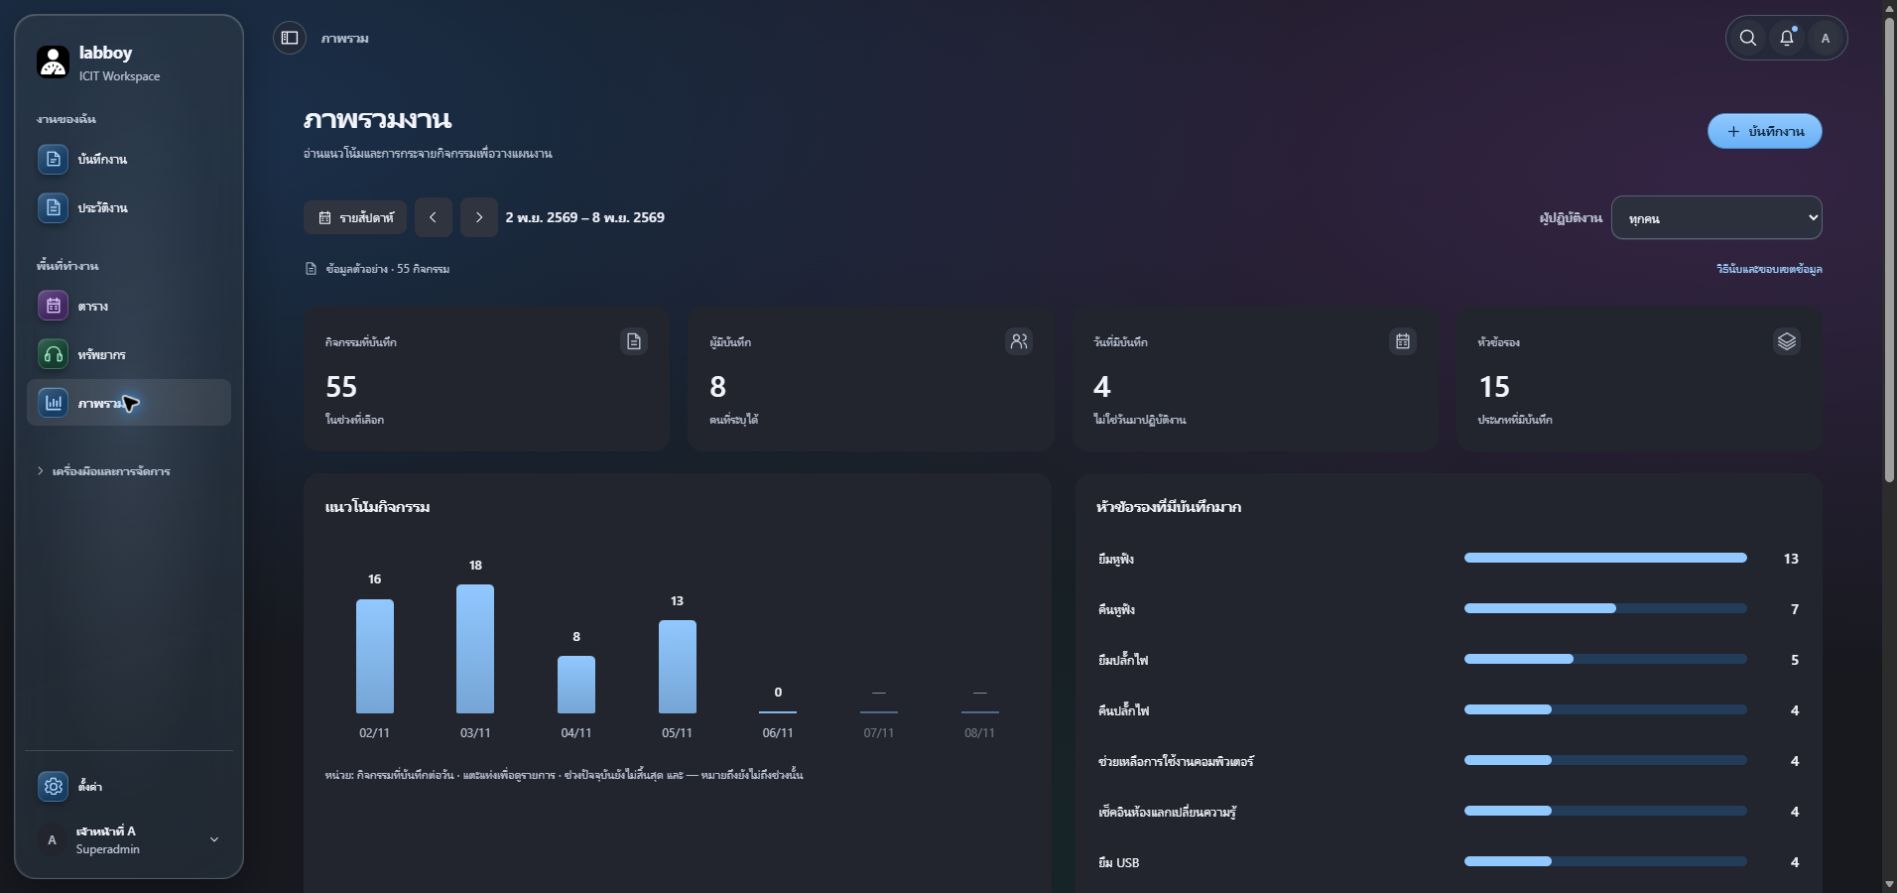 labboy
ICIT Workspace
งานของฉัน
บันทึกงาน
ประวัติงาน
พื้นที่ทำงาน
ตาราง
ทรัพยากร
ภาพรวม
เครื่องมือและการจัดการ
ตั้งค่า
A
เจ้าหน้าที่ A
Superadmin
ภาพรวม
A
ภาพรวมงาน
อ่านแนวโน้มและการกระจายกิจกรรมเพื่อวางแผนงาน
+ บันทึกงาน
รายสัปดาห์
2 พ.ย. 2569 – 8 พ.ย. 2569
ผู้ปฏิบัติงาน
ทุกคน
ข้อมูลตัวอย่าง · 55 กิจกรรม
วิธีนับและขอบเขตข้อมูล
กิจกรรมที่บันทึก
55
ในช่วงที่เลือก
ผู้มีบันทึก
8
คนที่ระบุได้
วันที่มีบันทึก
4
ไม่ใช่วันมาปฏิบัติงาน
หัวข้อรอง
15
ประเภทที่มีบันทึก
แนวโน้มกิจกรรม
16
18
8
13
0
—
—
02/11
03/11
04/11
05/11
06/11
07/11
08/11
หน่วย: กิจกรรมที่บันทึกต่อวัน · แตะแท่งเพื่อดูรายการ · ช่วงปัจจุบันยังไม่สิ้นสุด และ — หมายถึงยังไม่ถึงช่วงนั้น
หัวข้อรองที่มีบันทึกมาก
ยืมหูฟัง 13
คืนหูฟัง 7
ยืมปลั๊กไฟ 5
คืนปลั๊กไฟ 4
ช่วยเหลือการใช้งานคอมพิวเตอร์ 4
เช็คอินห้องแลกเปลี่ยนความรู้ 4
ยืม USB 4